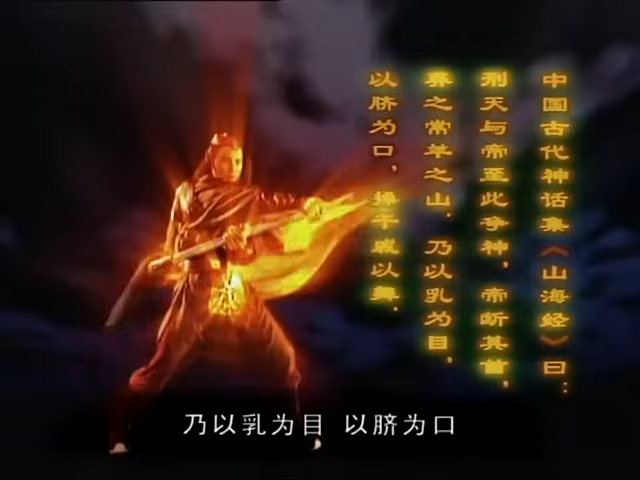 中国古代神话集《山海经》曰：
刑天与帝至此争神，帝断其首，
葬之常羊之山，乃以乳为目，
以脐为口，操干戚以舞．
乃以乳为目 以脐为口